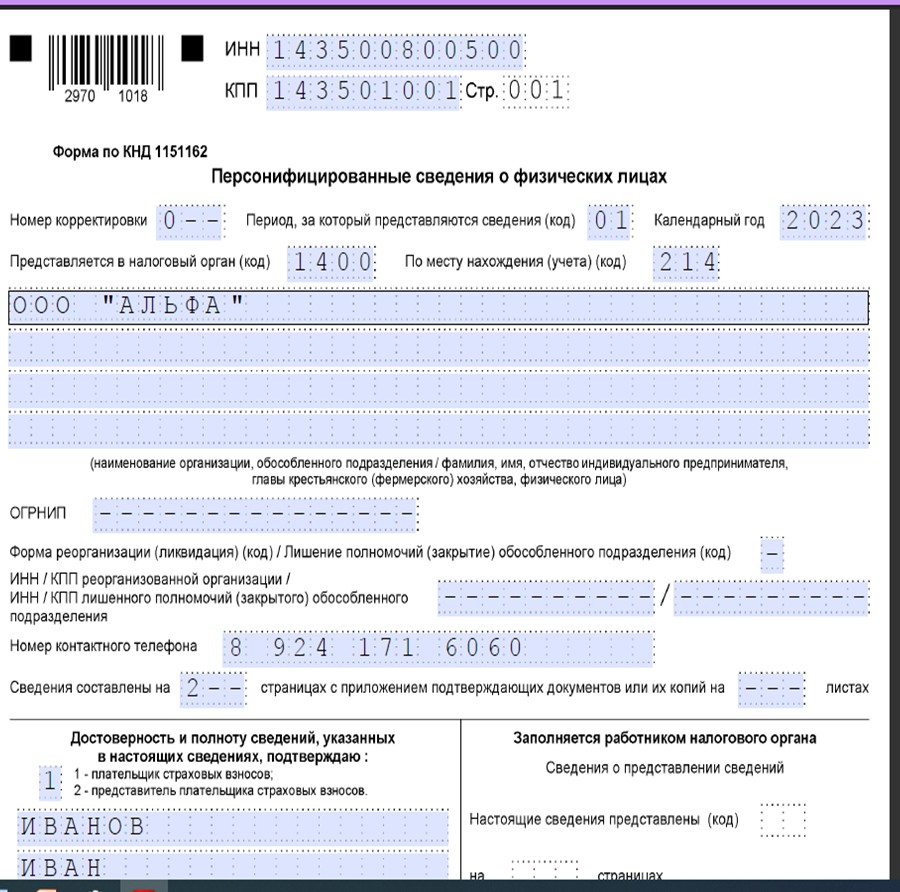 ИНН 143500800500
2970 1018
КПП 143501001 Стр. 001
Форма по КНД 1151162
Персонифицированные сведения о физических лицах
Номер корректировки 0-- Период, за который представляются сведения (код) 01 Календарный год 2023
Представляется в налоговый орган (код) 1400 По месту нахождения (учета) (код) 214
ООО "АЛЬФА"
(наименование организации, обособленного подразделения / фамилия, имя, отчество индивидуального предпринимателя,
главы крестьянского (фермерского) хозяйства, физического лица)
ОГРНИП ---------------
Форма реорганизации (ликвидация) (код) / Лишение полномочий (закрытие) обособленного подразделения (код) -
ИНН / КПП реорганизованной организации /
ИНН / КПП лишенного полномочий (закрытого) обособленного ---------- / ---------
подразделения
Номер контактного телефона 8 924 171 6060
Сведения составлены на 2-- страницах с приложением подтверждающих документов или их копий на --- листах
Достоверность и полноту сведений, указанных
в настоящих сведениях, подтверждаю :
1 1 - плательщик страховых взносов;
2 - представитель плательщика страховых взносов.
ИВАНОВ
ИВАН
Заполняется работником налогового органа
Сведения о представлении сведений
Настоящие сведения представлены (код)
на страницах